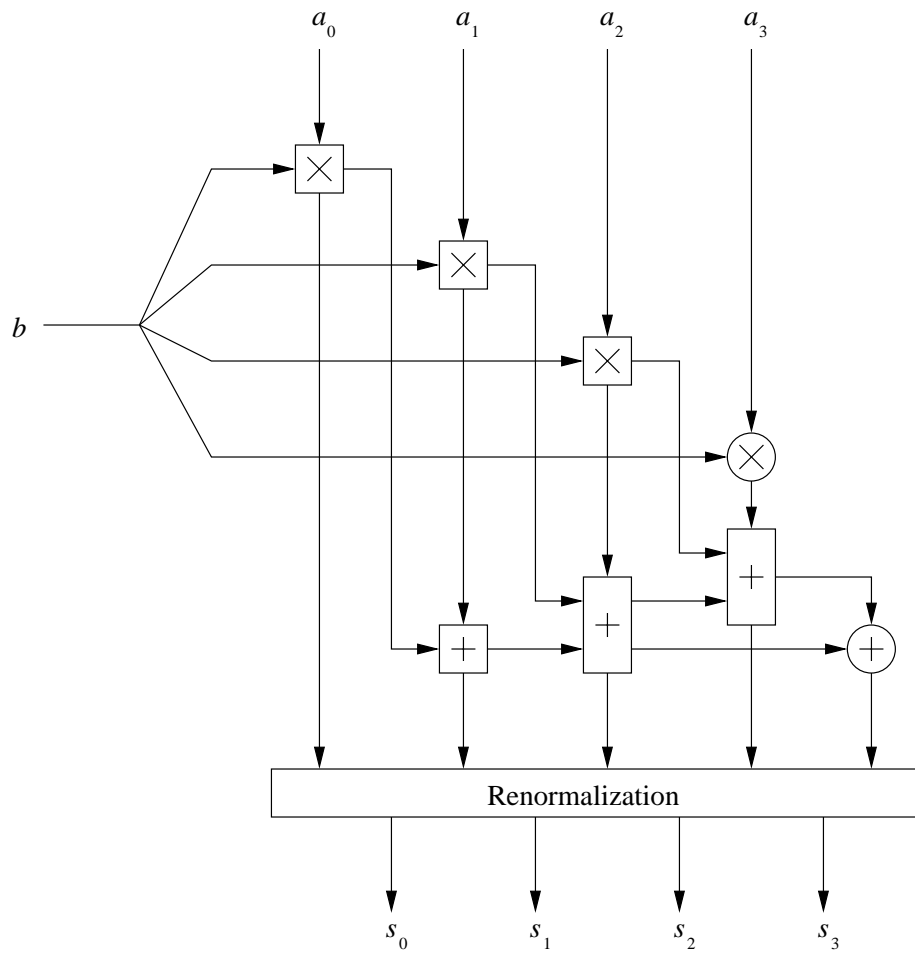 a₀ a₁ a₂ a₃
×
×
b
×
×
+
+
+ +
Renormalization
s₀ s₁ s₂ s₃